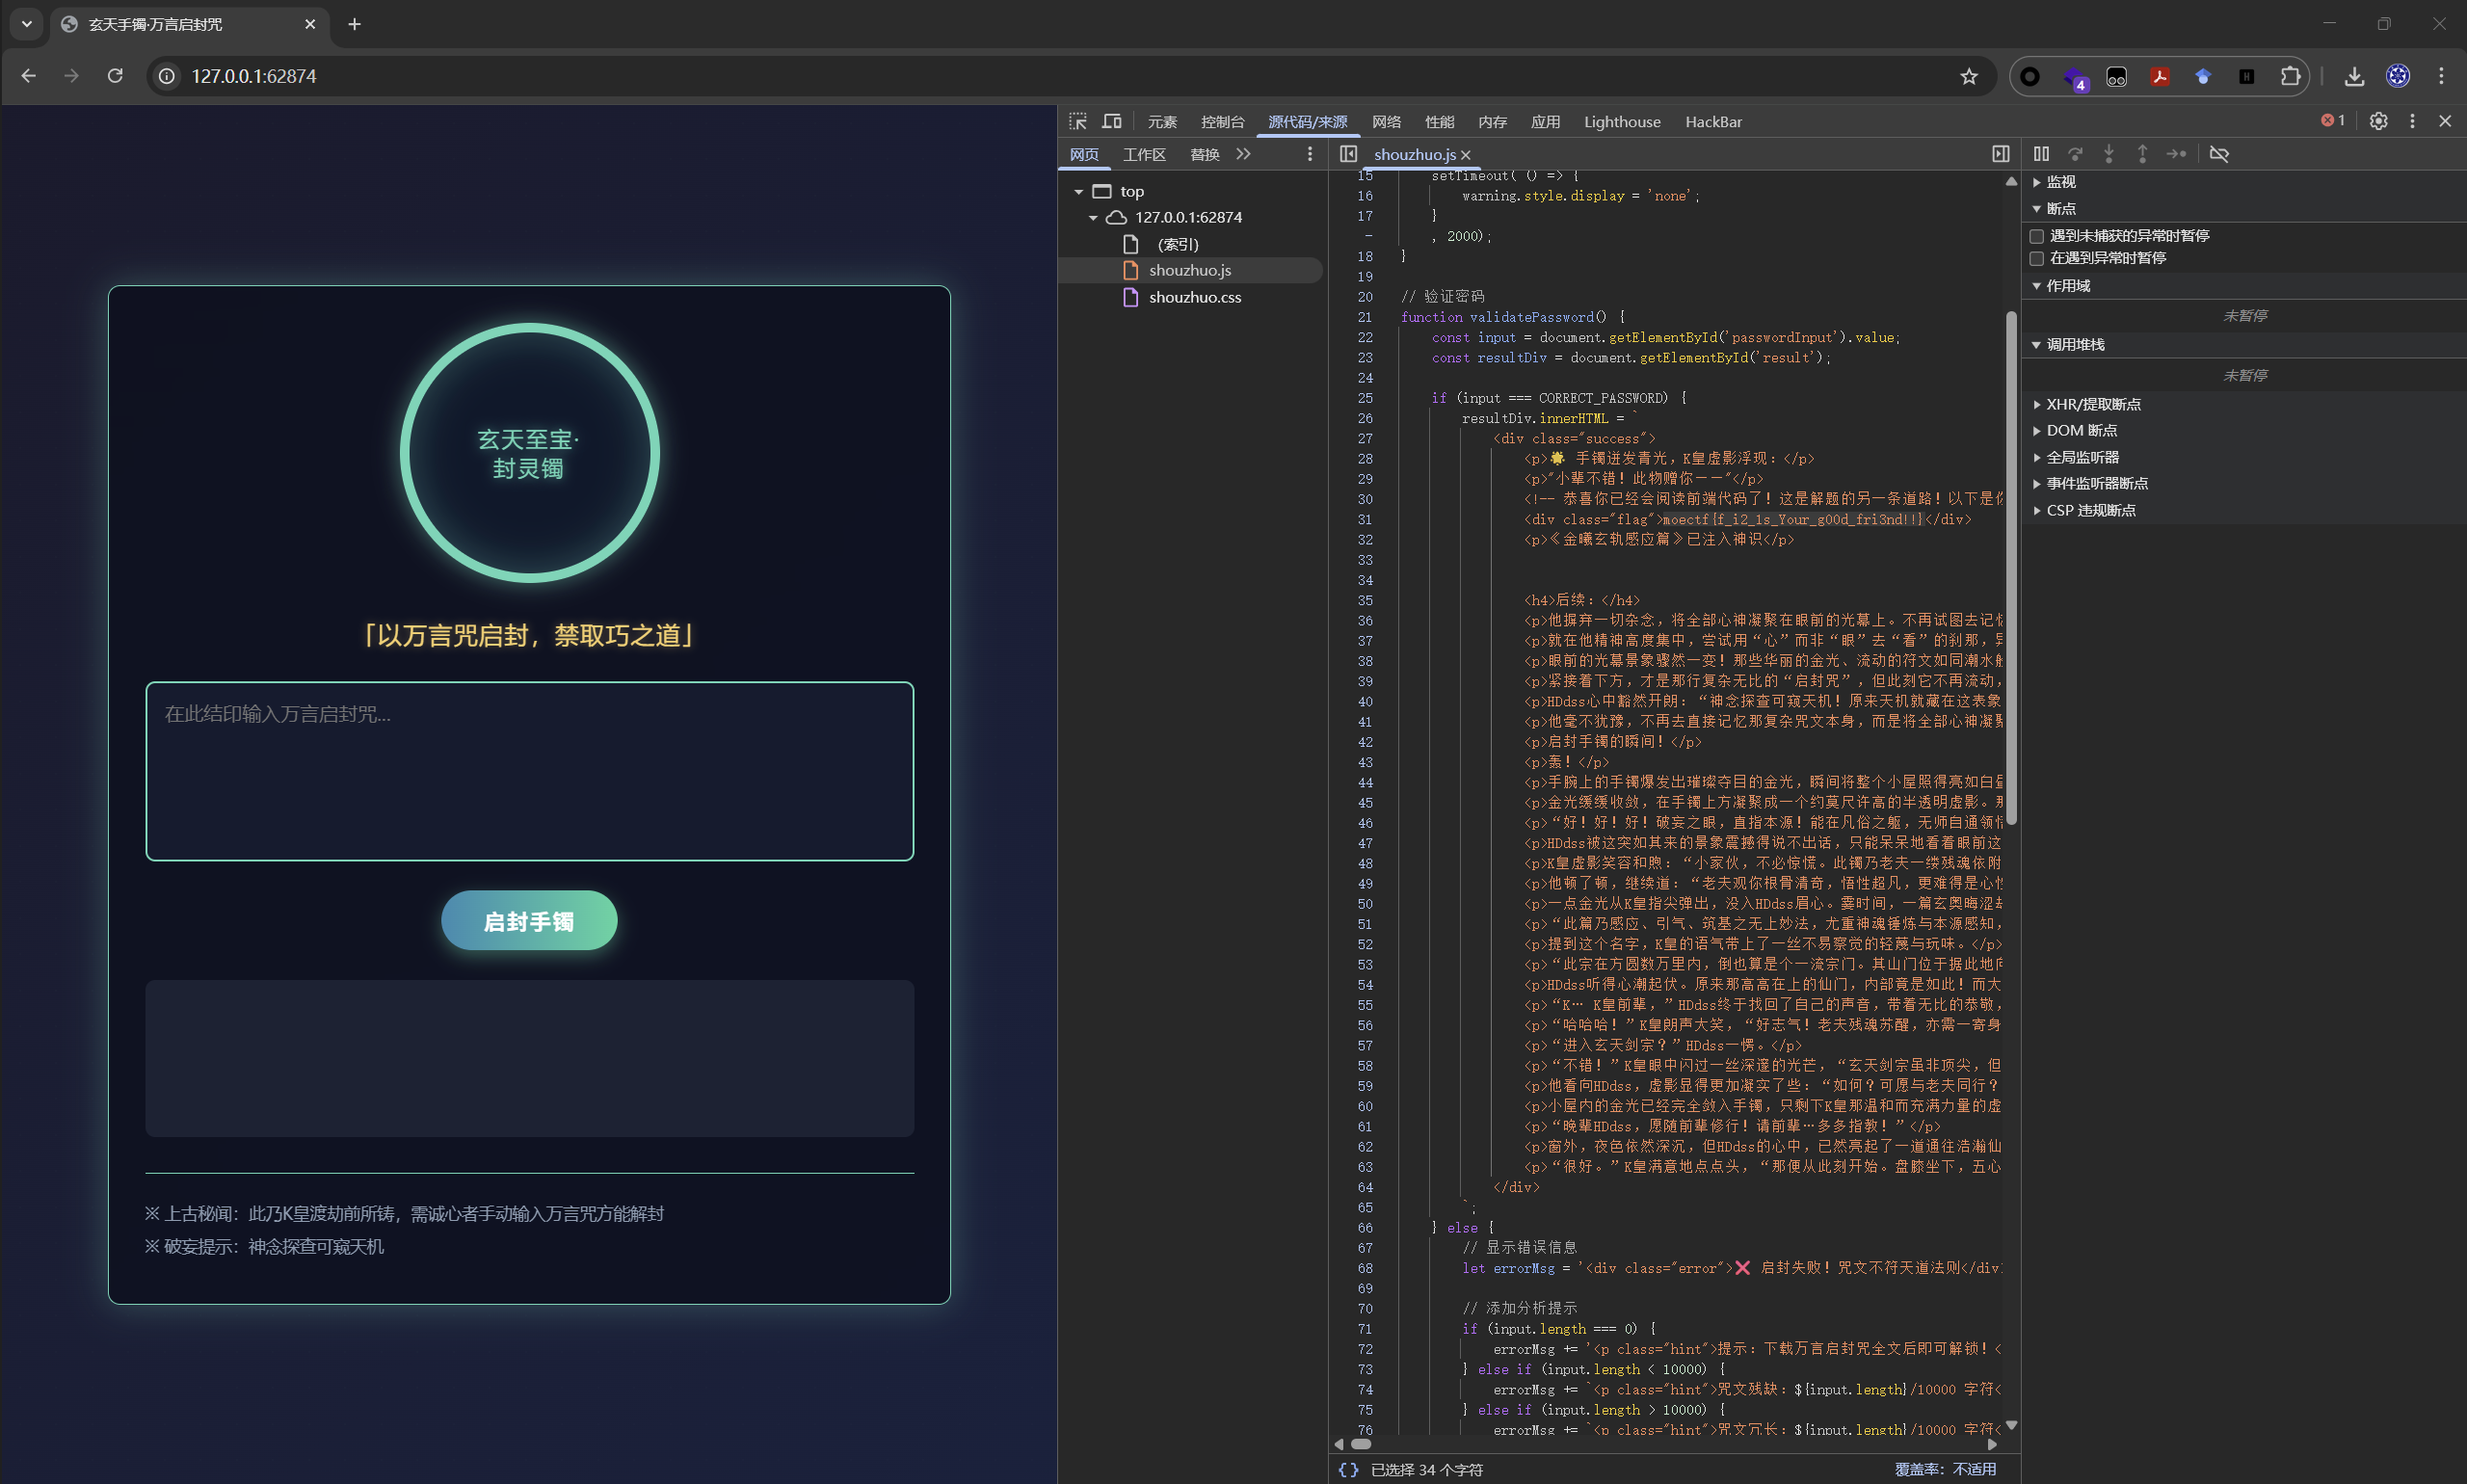 玄天手镯·万言启封咒
127.0.0.1:62874
4
元素 控制台 源代码/来源 网络 性能 内存 应用 Lighthouse HackBar
1
网页 工作区 替换
shouzhuo.js
top
127.0.0.1:62874
(索引)
shouzhuo.js
shouzhuo.css
玄天至宝·
封灵镯
「以万言咒启封，禁取巧之道」
在此结印输入万言启封咒...
启封手镯
※ 上古秘闻：此乃K皇渡劫前所铸，需诚心者手动输入万言咒方能解封
※ 破妄提示：神念探查可窥天机
15 setTimeout( () => {
16 warning.style.display = 'none';
17 }
- , 2000);
18 }
19
20 // 验证密码
21 function validatePassword() {
22 const input = document.getElementById('passwordInput').value;
23 const resultDiv = document.getElementById('result');
24
25 if (input === CORRECT_PASSWORD) {
26 resultDiv.innerHTML = `
27 <div class="success">
28 <p>🌟 手镯迸发青光，K皇虚影浮现：</p>
29 <p>"小辈不错！此物赠你——"</p>
30 <!-- 恭喜你已经会阅读前端代码了！这是解题的另一条道路！以下是你
31 <div class="flag">moectf{f_i2_1s_Your_g00d_fri3nd!!}</div>
32 <p>《金曦玄轨感应篇》已注入神识</p>
33
34
35 <h4>后续：</h4>
36 <p>他摒弃一切杂念，将全部心神凝聚在眼前的光幕上。不再试图去记忆
37 <p>就在他精神高度集中，尝试用“心”而非“眼”去“看”的刹那，异
38 <p>眼前的光幕景象骤然一变！那些华丽的金光、流动的符文如同潮水般
39 <p>紧接着下方，才是那行复杂无比的“启封咒”，但此刻它不再流动，
40 <p>HDdss心中豁然开朗：“神念探查可窥天机！原来天机就藏在这表象
41 <p>他毫不犹豫，不再去直接记忆那复杂咒文本身，而是将全部心神凝聚
42 <p>启封手镯的瞬间！</p>
43 <p>轰！</p>
44 <p>手腕上的手镯爆发出璀璨夺目的金光，瞬间将整个小屋照得亮如白昼
45 <p>金光缓缓收敛，在手镯上方凝聚成一个约莫尺许高的半透明虚影。那
46 <p>“好！好！好！破妄之眼，直指本源！能在凡俗之躯，无师自通领悟
47 <p>HDdss被这突如其来的景象震撼得说不出话，只能呆呆地看着眼前这
48 <p>K皇虚影笑容和煦：“小家伙，不必惊慌。此镯乃老夫一缕残魂依附
49 <p>他顿了顿，继续道：“老夫观你根骨清奇，悟性超凡，更难得是心性
50 <p>一点金光从K皇指尖弹出，没入HDdss眉心。霎时间，一篇玄奥晦涩却
51 <p>“此篇乃感应、引气、筑基之无上妙法，尤重神魂锤炼与本源感知，
52 <p>提到这个名字，K皇的语气带上了一丝不易察觉的轻蔑与玩味。</p>
53 <p>“此宗在方圆数万里内，倒也算是个一流宗门。其山门位于据此地向
54 <p>HDdss听得心潮起伏。原来那高高在上的仙门，内部竟是如此！而大
55 <p>“K… K皇前辈，”HDdss终于找回了自己的声音，带着无比的恭敬，
56 <p>“哈哈哈！”K皇朗声大笑，“好志气！老夫残魂苏醒，亦需一寄身
57 <p>“进入玄天剑宗？”HDdss一愣。</p>
58 <p>“不错！”K皇眼中闪过一丝深邃的光芒，“玄天剑宗虽非顶尖，但
59 <p>他看向HDdss，虚影显得更加凝实了些：“如何？可愿与老夫同行？
60 <p>小屋内的金光已经完全敛入手镯，只剩下K皇那温和而充满力量的虚
61 <p>“晚辈HDdss，愿随前辈修行！请前辈…多多指教！”</p>
62 <p>窗外，夜色依然深沉，但HDdss的心中，已然亮起了一道通往浩瀚仙
63 <p>“很好。”K皇满意地点点头，“那便从此刻开始。盘膝坐下，五心
64 </div>
65 `;
66 } else {
67 // 显示错误信息
68 let errorMsg = '<div class="error">❌ 启封失败！咒文不符天道法则</div
69
70 // 添加分析提示
71 if (input.length === 0) {
72 errorMsg += '<p class="hint">提示：下载万言启封咒全文后即可解锁！<
73 } else if (input.length < 10000) {
74 errorMsg += `<p class="hint">咒文残缺：${input.length}/10000 字符<
75 } else if (input.length > 10000) {
76 errorMsg += `<p class="hint">咒文冗长：${input.length}/10000 字符<
{} 已选择 34 个字符
覆盖率：不适用
监视
断点
遇到未捕获的异常时暂停
在遇到异常时暂停
作用域
未暂停
调用堆栈
未暂停
XHR/提取断点
DOM 断点
全局监听器
事件监听器断点
CSP 违规断点